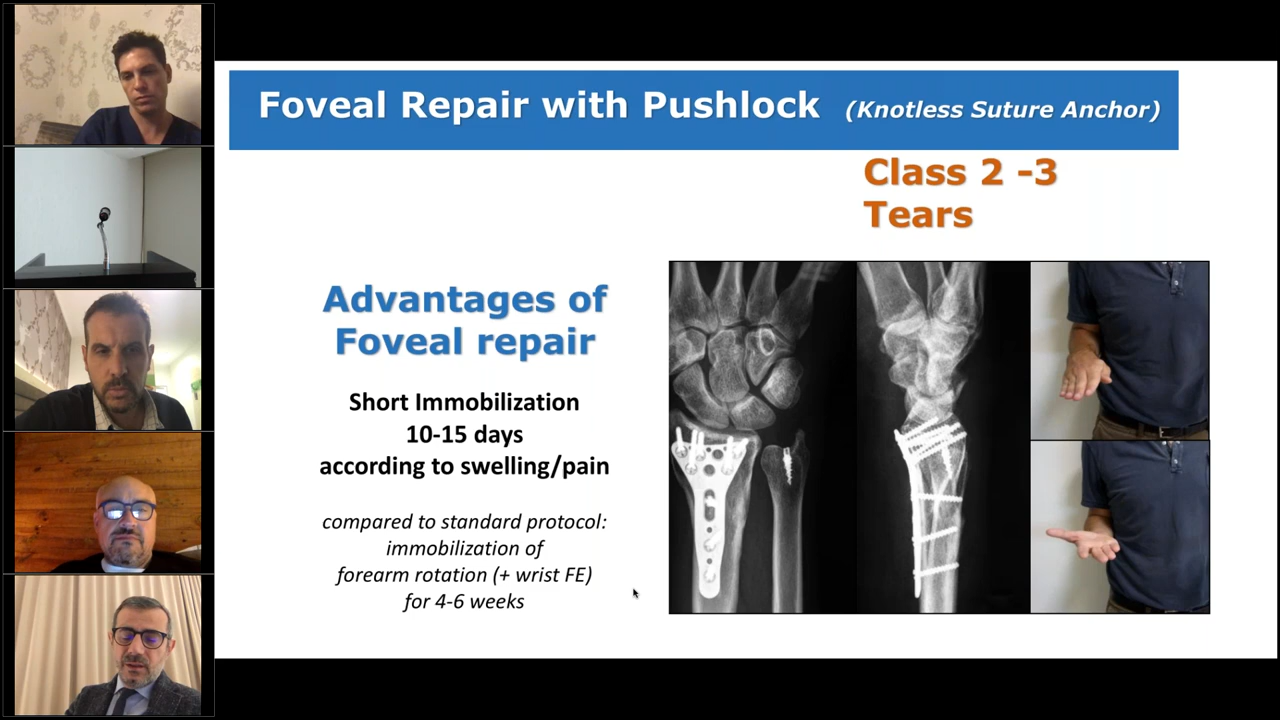 Foveal Repair with Pushlock (Knotless Suture Anchor)
Class 2 -3
Tears
Advantages of
Foveal repair
Short Immobilization
10-15 days
according to swelling/pain
compared to standard protocol:
immobilization of
forearm rotation (+ wrist FE)
for 4-6 weeks